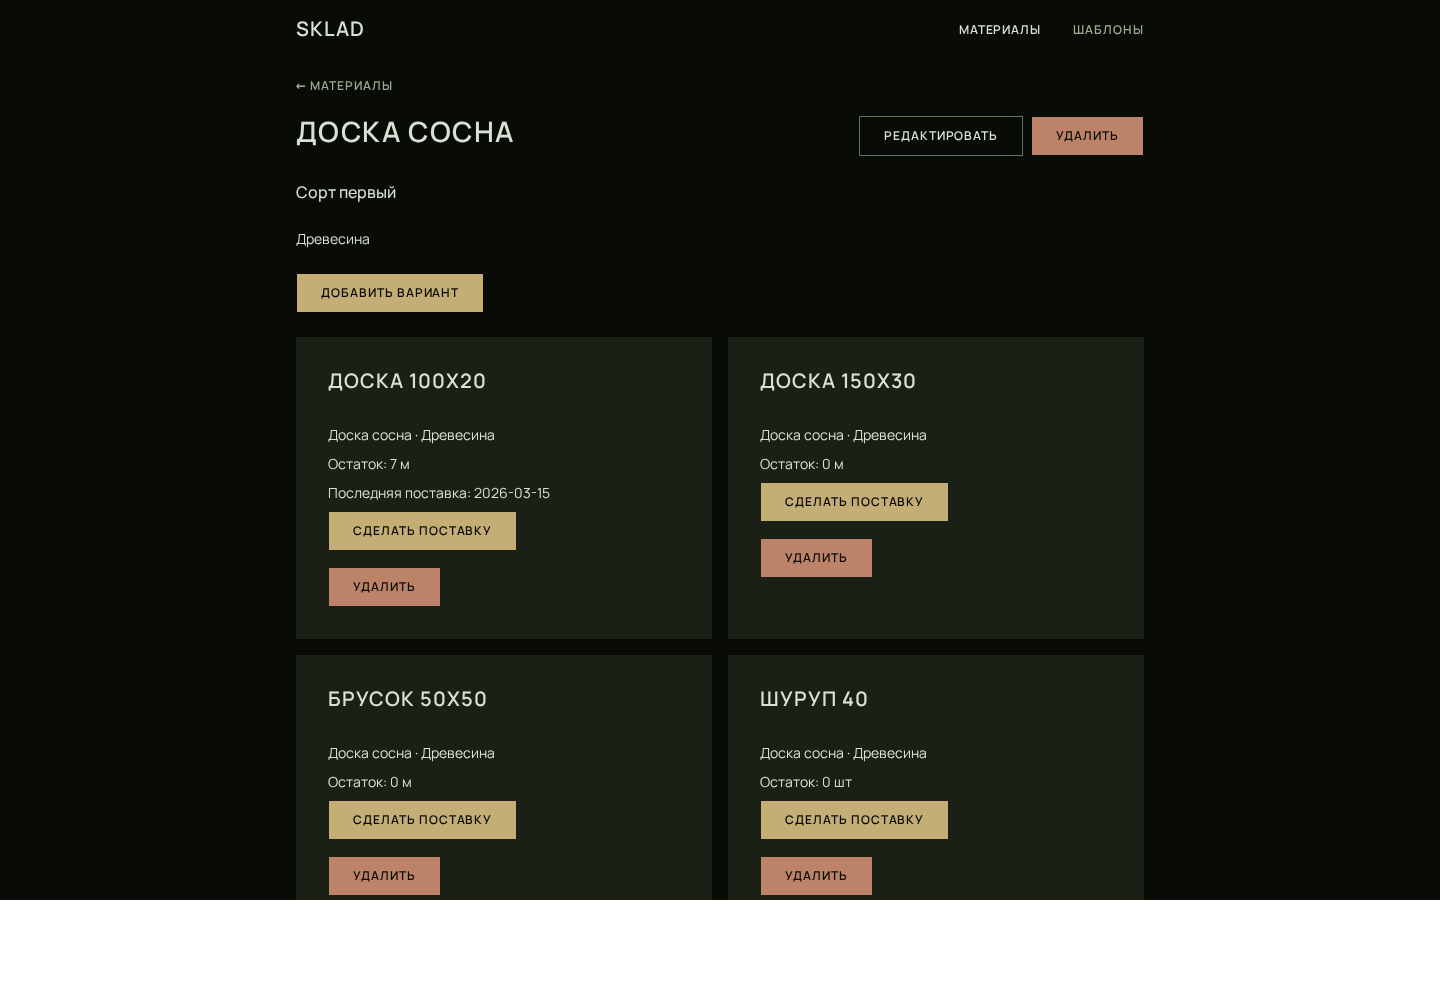 SKLAD
МАТЕРИАЛЫ ШАБЛОНЫ
← МАТЕРИАЛЫ
ДОСКА СОСНА
РЕДАКТИРОВАТЬ УДАЛИТЬ
Сорт первый
Древесина
ДОБАВИТЬ ВАРИАНТ
ДОСКА 100X20
Доска сосна · Древесина
Остаток: 7 м
Последняя поставка: 2026-03-15
СДЕЛАТЬ ПОСТАВКУ
УДАЛИТЬ
ДОСКА 150X30
Доска сосна · Древесина
Остаток: 0 м
СДЕЛАТЬ ПОСТАВКУ
УДАЛИТЬ
БРУСОК 50X50
Доска сосна · Древесина
Остаток: 0 м
СДЕЛАТЬ ПОСТАВКУ
УДАЛИТЬ
ШУРУП 40
Доска сосна · Древесина
Остаток: 0 шт
СДЕЛАТЬ ПОСТАВКУ
УДАЛИТЬ